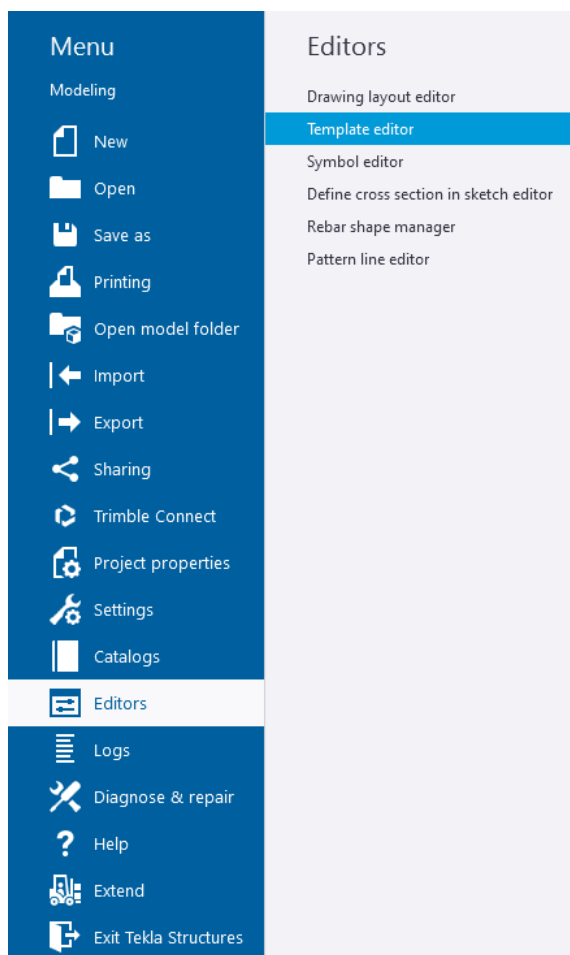 Menu
Modeling
New
Open
Save as
Printing
Open model folder
Import
Export
Sharing
Trimble Connect
Project properties
Settings
Catalogs
Editors
Logs
Diagnose & repair
Help
Extend
Exit Tekla Structures
Editors
Drawing layout editor
Template editor
Symbol editor
Define cross section in sketch editor
Rebar shape manager
Pattern line editor